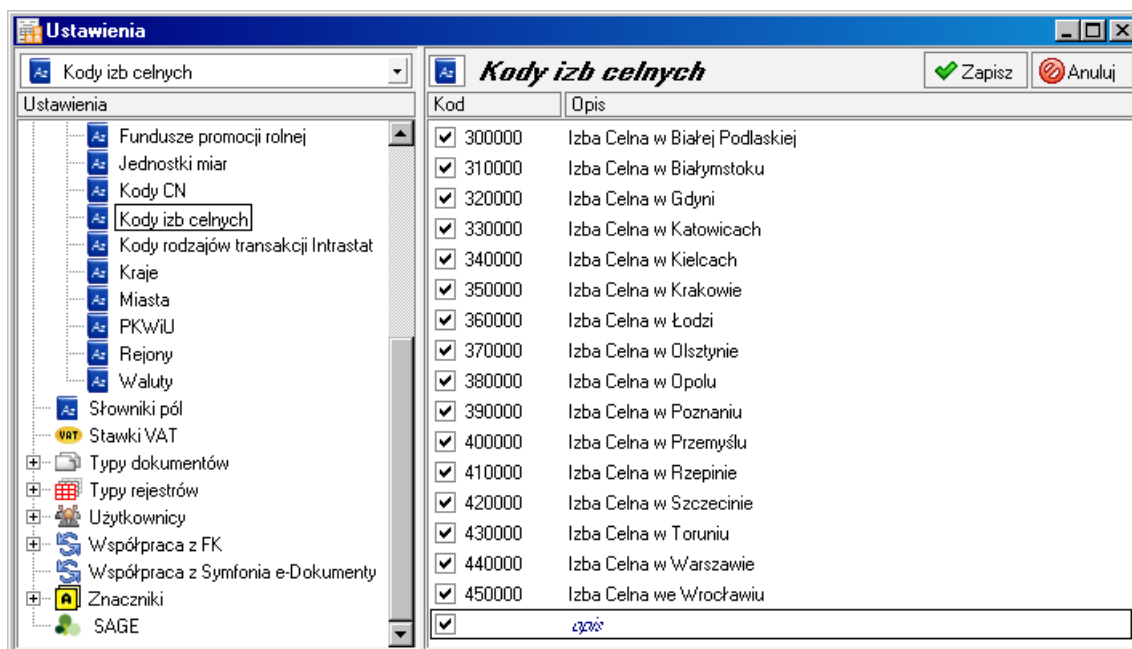 Ustawienia
Kody izb celnych
Ustawienia
Fundusze promocji rolnej
Jednostki miar
Kody CN
Kody izb celnych
Kody rodzajów transakcji Intrastat
Kraje
Miasta
PKWiU
Rejony
Waluty
Słowniki pól
VAT Stawki VAT
Typy dokumentów
Typy rejestrów
Użytkownicy
Współpraca z FK
Współpraca z Symfonia e-Dokumenty
A Znaczniki
SAGE
Az Kody izb celnych Zapisz Anuluj
Kod Opis
300000 Izba Celna w Białej Podlaskiej
310000 Izba Celna w Białymstoku
320000 Izba Celna w Gdyni
330000 Izba Celna w Katowicach
340000 Izba Celna w Kielcach
350000 Izba Celna w Krakowie
360000 Izba Celna w Łodzi
370000 Izba Celna w Olsztynie
380000 Izba Celna w Opolu
390000 Izba Celna w Poznaniu
400000 Izba Celna w Przemyślu
410000 Izba Celna w Rzepinie
420000 Izba Celna w Szczecinie
430000 Izba Celna w Toruniu
440000 Izba Celna w Warszawie
450000 Izba Celna we Wrocławiu
opis